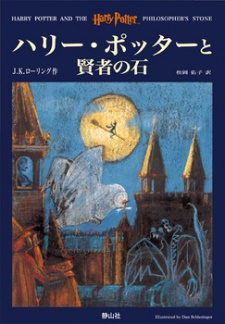 HARRY POTTER AND THE Harry Potter PHILOSOPHER'S STONE
ハリー・ポッターと
賢者の石
J.K.ローリング作
松岡 佑子 訳
静山社
Illustrated by Dan Schlesinger